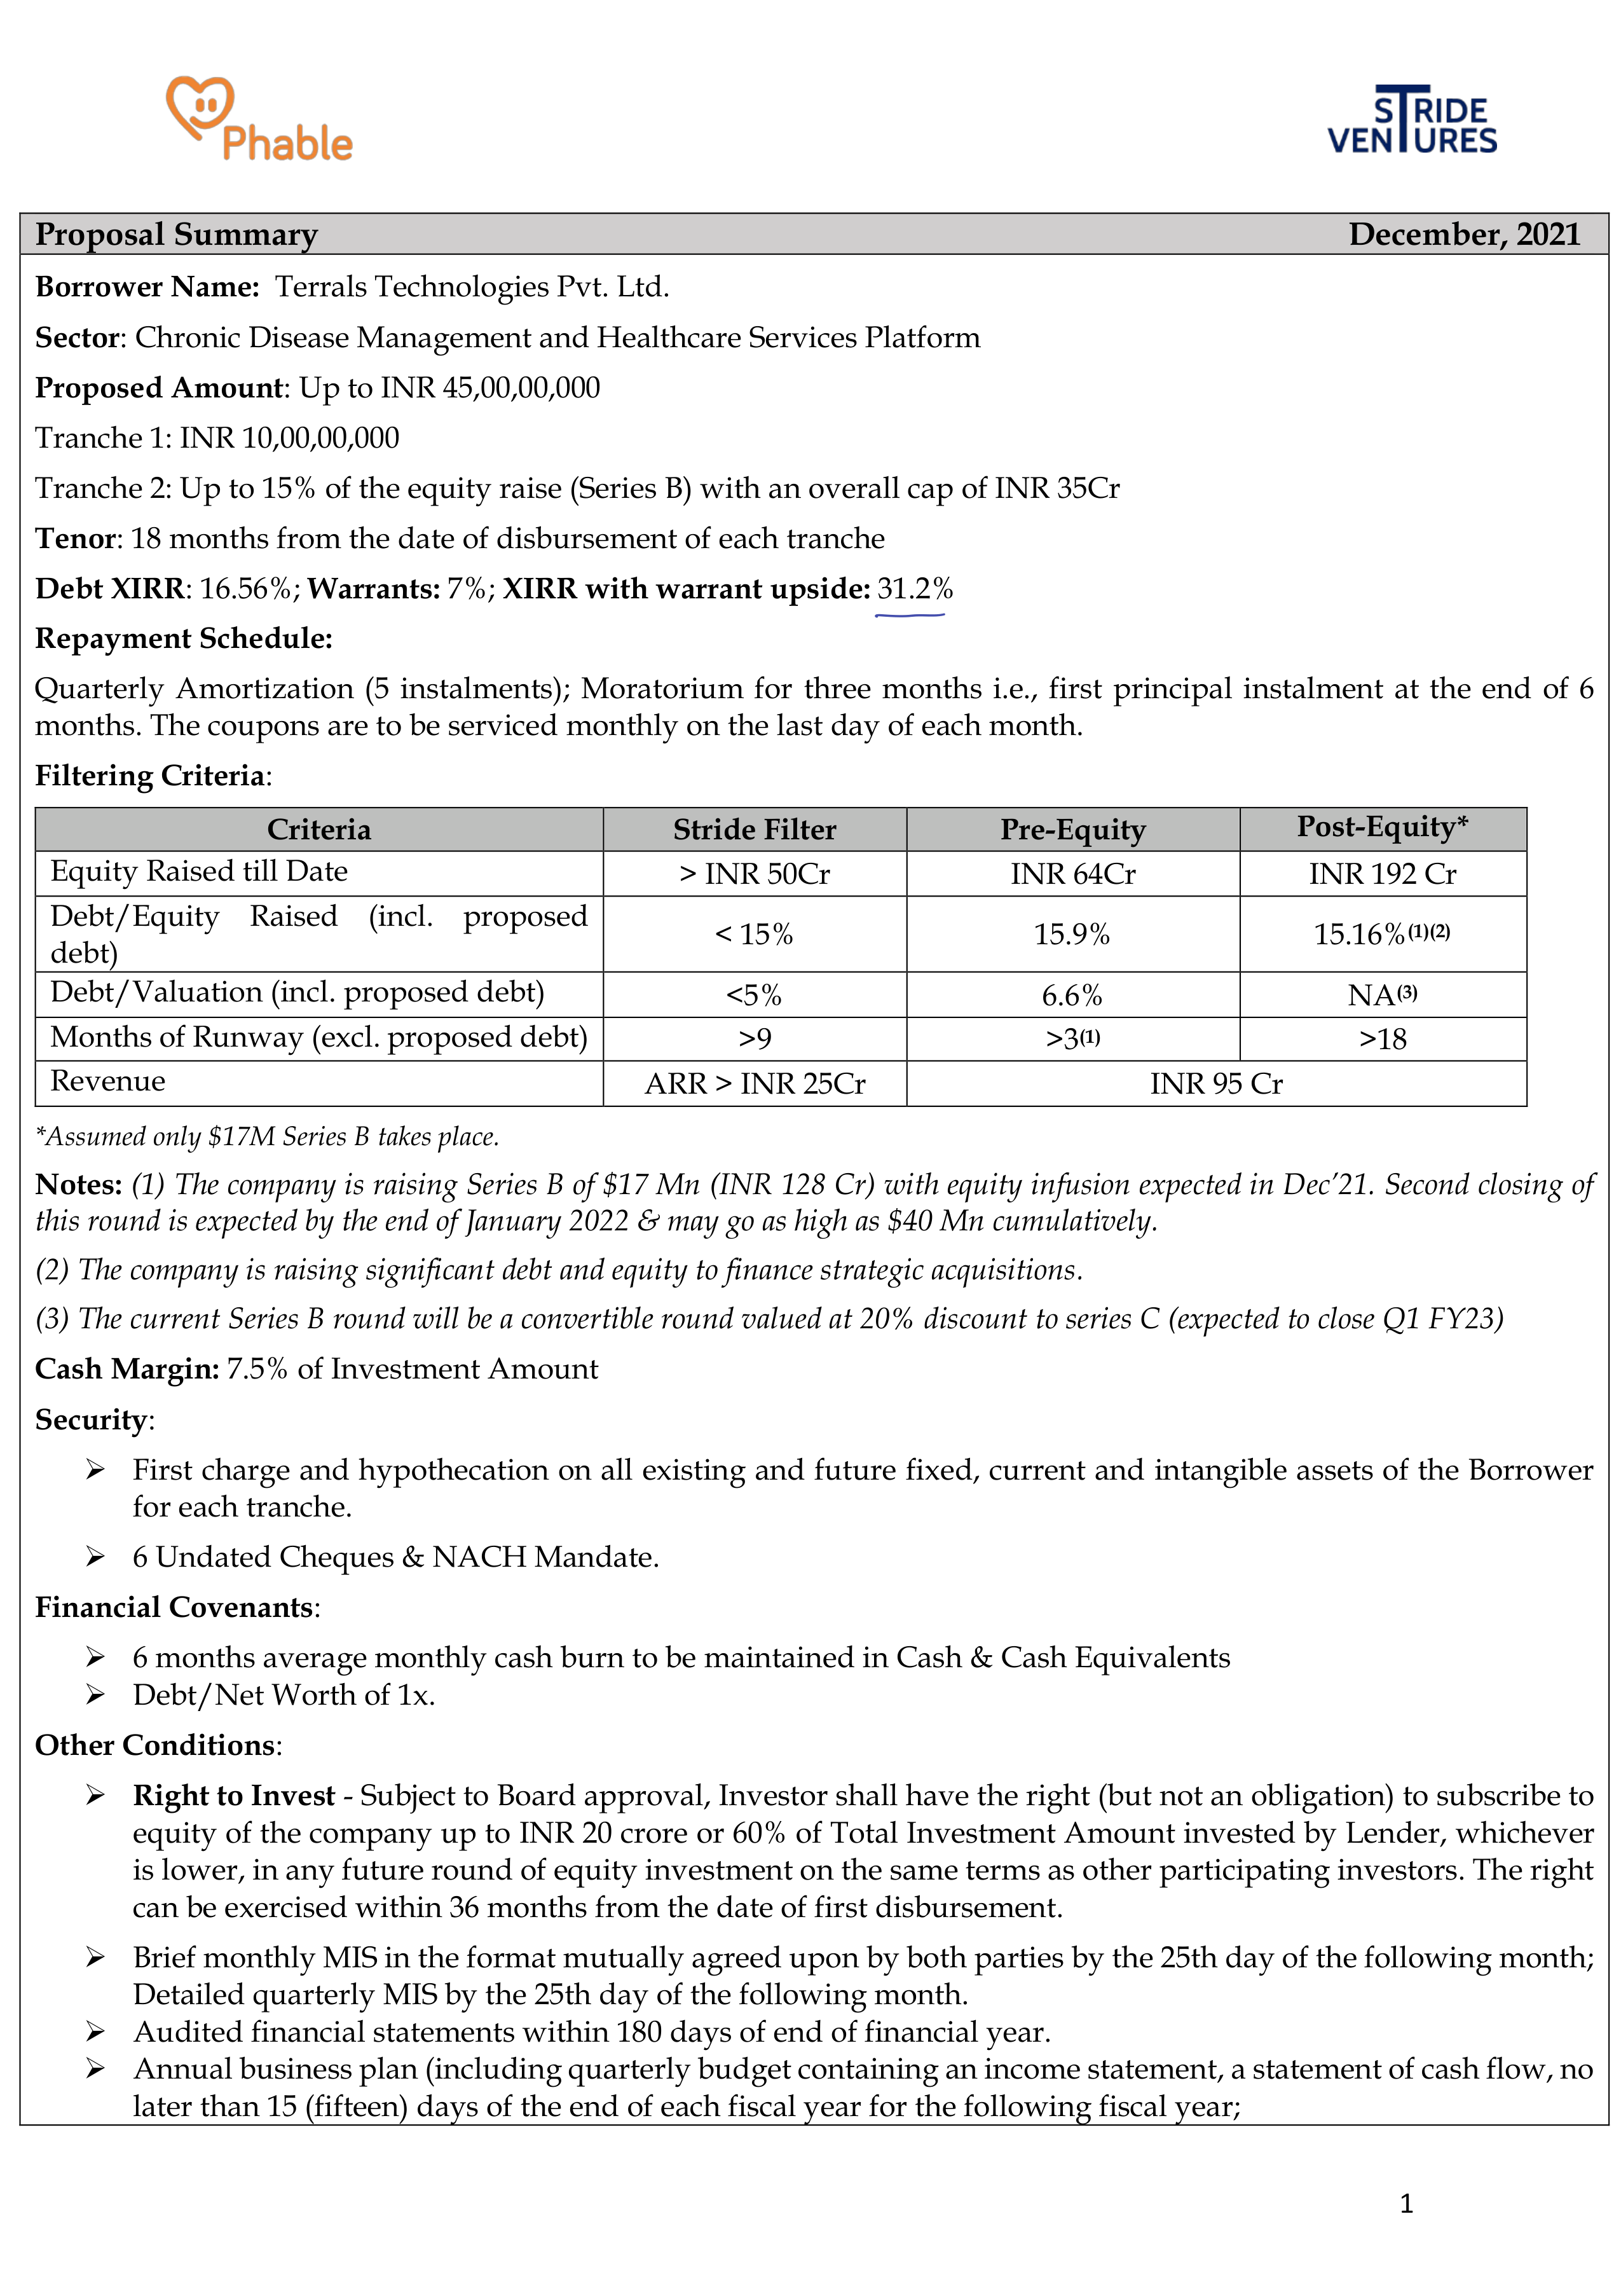 Phable
STRIDE
VENTURES
Proposal Summary December, 2021
Borrower Name: Terrals Technologies Pvt. Ltd.
Sector: Chronic Disease Management and Healthcare Services Platform
Proposed Amount: Up to INR 45,00,00,000
Tranche 1: INR 10,00,00,000
Tranche 2: Up to 15% of the equity raise (Series B) with an overall cap of INR 35Cr
Tenor: 18 months from the date of disbursement of each tranche
Debt XIRR: 16.56%; Warrants: 7%; XIRR with warrant upside: 31.2%
Repayment Schedule:
Quarterly Amortization (5 instalments); Moratorium for three months i.e., first principal instalment at the end of 6
months. The coupons are to be serviced monthly on the last day of each month.
Filtering Criteria:
Criteria Stride Filter Pre-Equity Post-Equity*
Equity Raised till Date > INR 50Cr INR 64Cr INR 192 Cr
Debt/Equity Raised (incl. proposed
debt) < 15% 15.9% 15.16%(1)(2)
Debt/Valuation (incl. proposed debt) <5% 6.6% NA(3)
Months of Runway (excl. proposed debt) >9 >3(1) >18
Revenue ARR > INR 25Cr INR 95 Cr
*Assumed only $17M Series B takes place.
Notes: (1) The company is raising Series B of $17 Mn (INR 128 Cr) with equity infusion expected in Dec'21. Second closing of
this round is expected by the end of January 2022 & may go as high as $40 Mn cumulatively.
(2) The company is raising significant debt and equity to finance strategic acquisitions.
(3) The current Series B round will be a convertible round valued at 20% discount to series C (expected to close Q1 FY23)
Cash Margin: 7.5% of Investment Amount
Security:
➢ First charge and hypothecation on all existing and future fixed, current and intangible assets of the Borrower
for each tranche.
➢ 6 Undated Cheques & NACH Mandate.
Financial Covenants:
➢ 6 months average monthly cash burn to be maintained in Cash & Cash Equivalents
➢ Debt/Net Worth of 1x.
Other Conditions:
➢ Right to Invest - Subject to Board approval, Investor shall have the right (but not an obligation) to subscribe to
equity of the company up to INR 20 crore or 60% of Total Investment Amount invested by Lender, whichever
is lower, in any future round of equity investment on the same terms as other participating investors. The right
can be exercised within 36 months from the date of first disbursement.
➢ Brief monthly MIS in the format mutually agreed upon by both parties by the 25th day of the following month;
Detailed quarterly MIS by the 25th day of the following month.
➢ Audited financial statements within 180 days of end of financial year.
➢ Annual business plan (including quarterly budget containing an income statement, a statement of cash flow, no
later than 15 (fifteen) days of the end of each fiscal year for the following fiscal year;
1